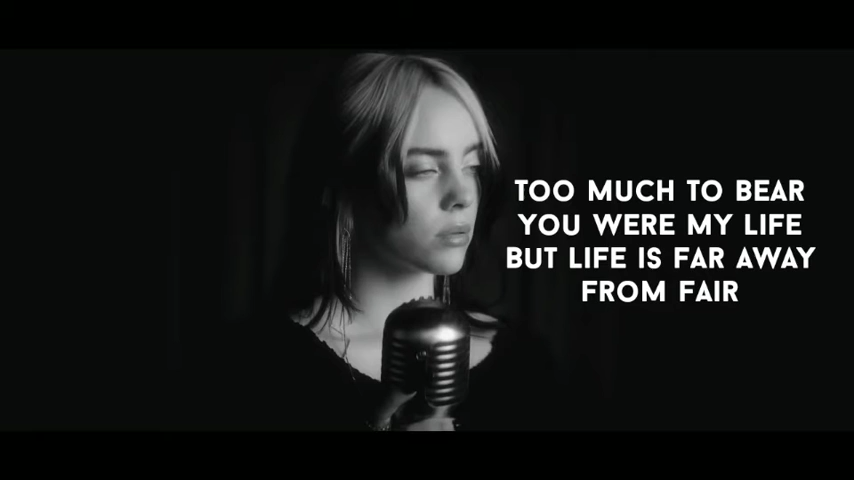 TOO MUCH TO BEAR
YOU WERE MY LIFE
BUT LIFE IS FAR AWAY
FROM FAIR